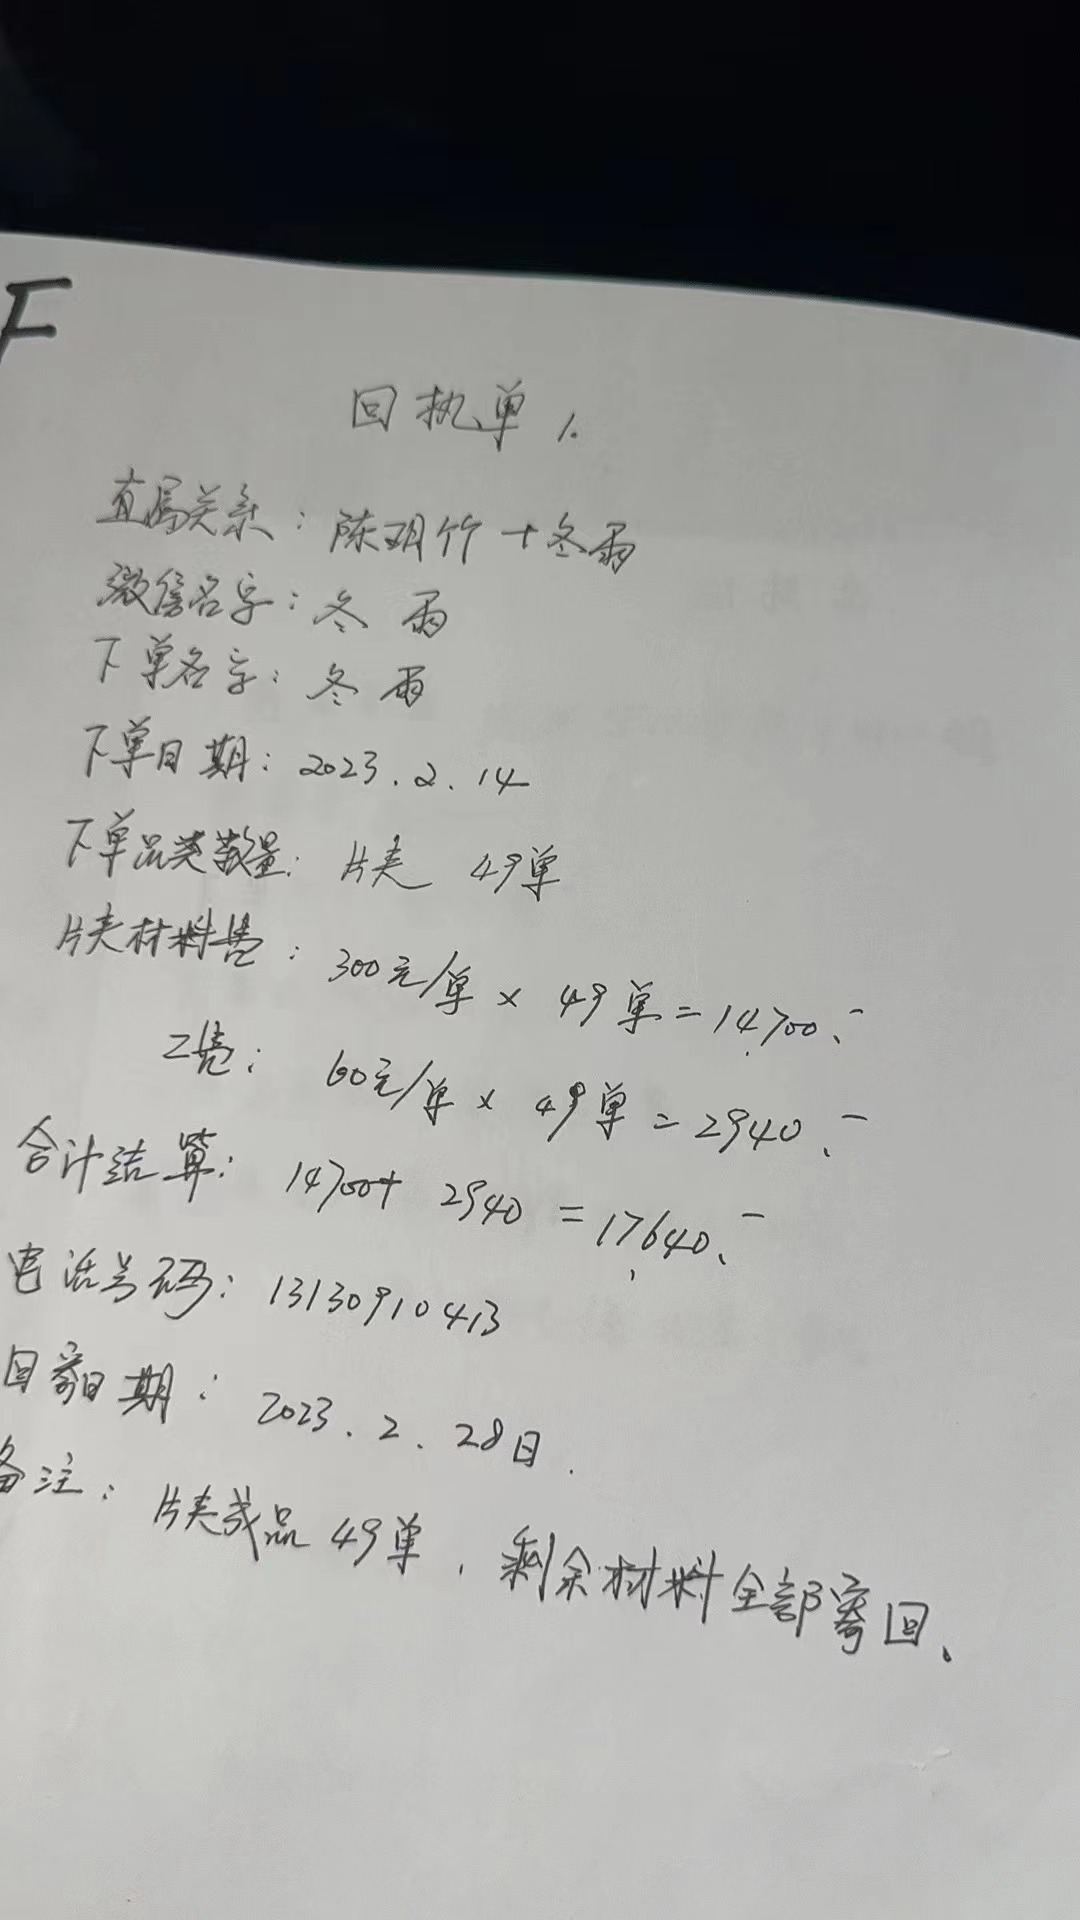 F
回执单1.
直属关系：陈玥竹+冬雨
微信名字：冬雨
下单名字：冬雨
下单日期：2023.2.14
下单品类数量：片夹 49单
片夹材料费：300元/单×49单=14700.-
工费：60元/单×49单=2940.-
合计结算：14700+2940=17640.-
电话号码：13130910413
回寄日期：2023.2.28日.
备注：片夹成品49单，剩余材料全部寄回、